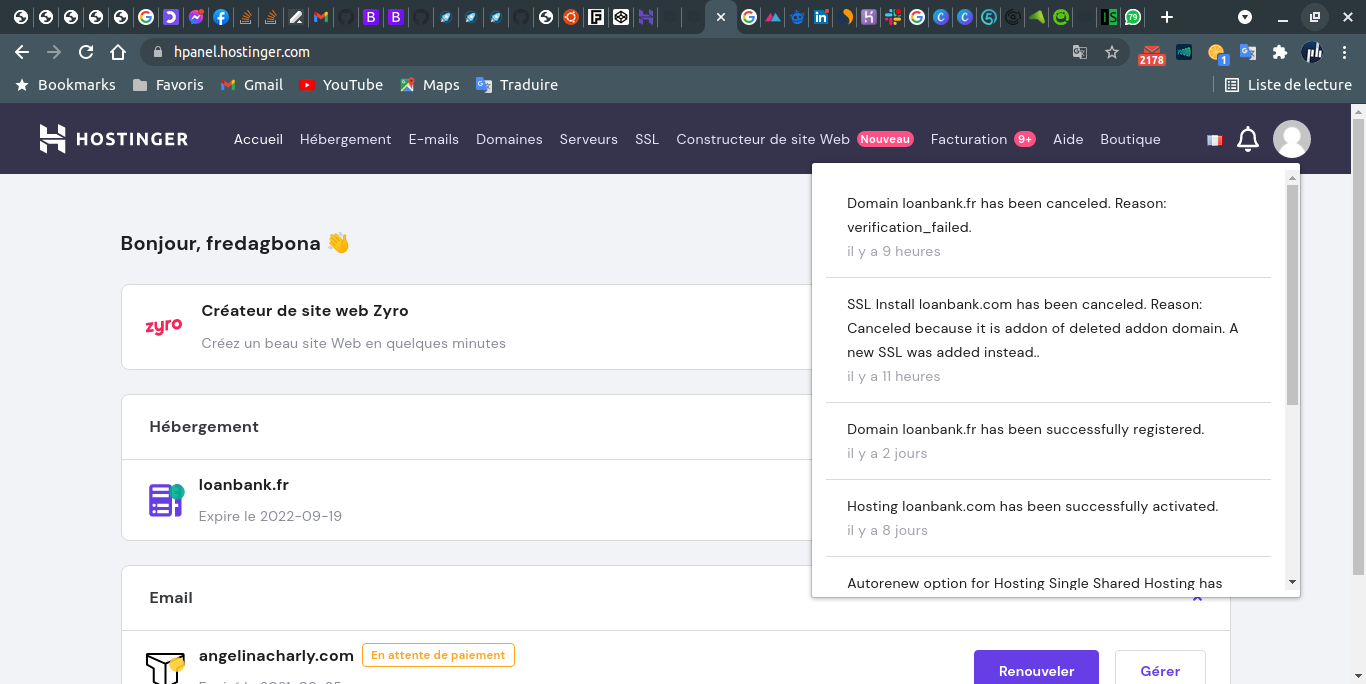 hpanel.hostinger.com
2178
1
Bookmarks
Favoris
Gmail
YouTube
Maps
Traduire
Liste de lecture
HOSTINGER
Accueil
Hébergement
E-mails
Domaines
Serveurs
SSL
Constructeur de site Web Nouveau
Facturation 9+
Aide
Boutique
Bonjour, fredagbona 👋
zyro
Créateur de site web Zyro
Créez un beau site Web en quelques minutes
Hébergement
loanbank.fr
Expire le 2022-09-19
Email
angelinacharly.com En attente de paiement
Renouveler
Gérer
Domain loanbank.fr has been canceled. Reason:
verification_failed.
il y a 9 heures
SSL Install loanbank.com has been canceled. Reason:
Canceled because it is addon of deleted addon domain. A
new SSL was added instead..
il y a 11 heures
Domain loanbank.fr has been successfully registered.
il y a 2 jours
Hosting loanbank.com has been successfully activated.
il y a 8 jours
Autorenew option for Hosting Single Shared Hosting has